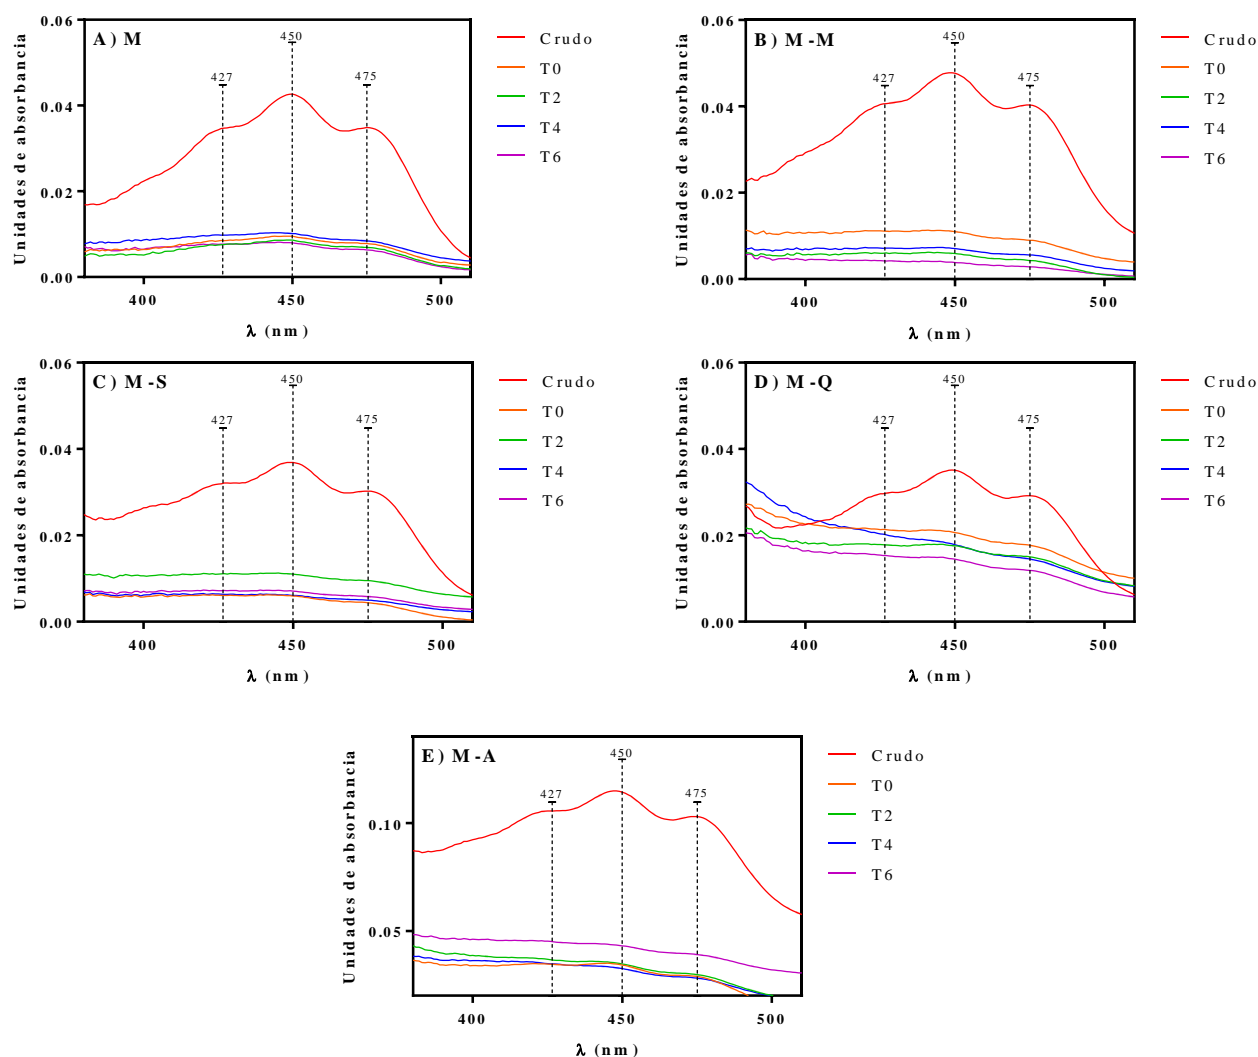 A) M
Unidades de absorbancia
0.06
0.04
0.02
0.00
427
450
475
400
450
500
λ (nm)
Crudo
T0
T2
T4
T6
B) M-M
Unidades de absorbancia
0.06
0.04
0.02
0.00
427
450
475
400
450
500
λ (nm)
Crudo
T0
T2
T4
T6
C) M-S
Unidades de absorbancia
0.06
0.04
0.02
0.00
427
450
475
400
450
500
λ (nm)
Crudo
T0
T2
T4
T6
D) M-Q
Unidades de absorbancia
0.06
0.04
0.02
0.00
427
450
475
400
450
500
λ (nm)
Crudo
T0
T2
T4
T6
E) M-A
Unidades de absorbancia
0.10
0.05
427
450
475
400
450
500
λ (nm)
Crudo
T0
T2
T4
T6